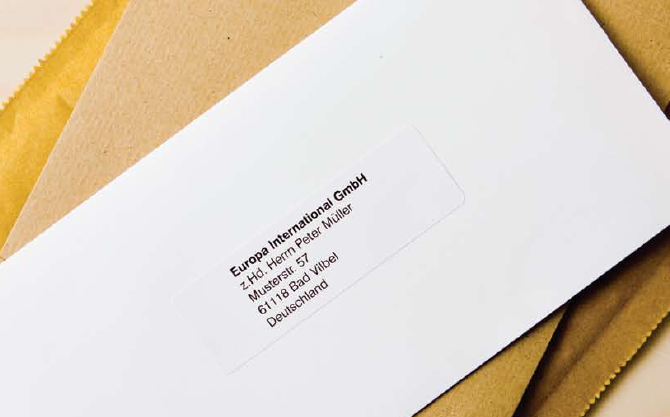 Europa International GmbH
z.Hd. Herrn Peter Müller
Musterstr. 57
61118 Bad Vilbel
Deutschland